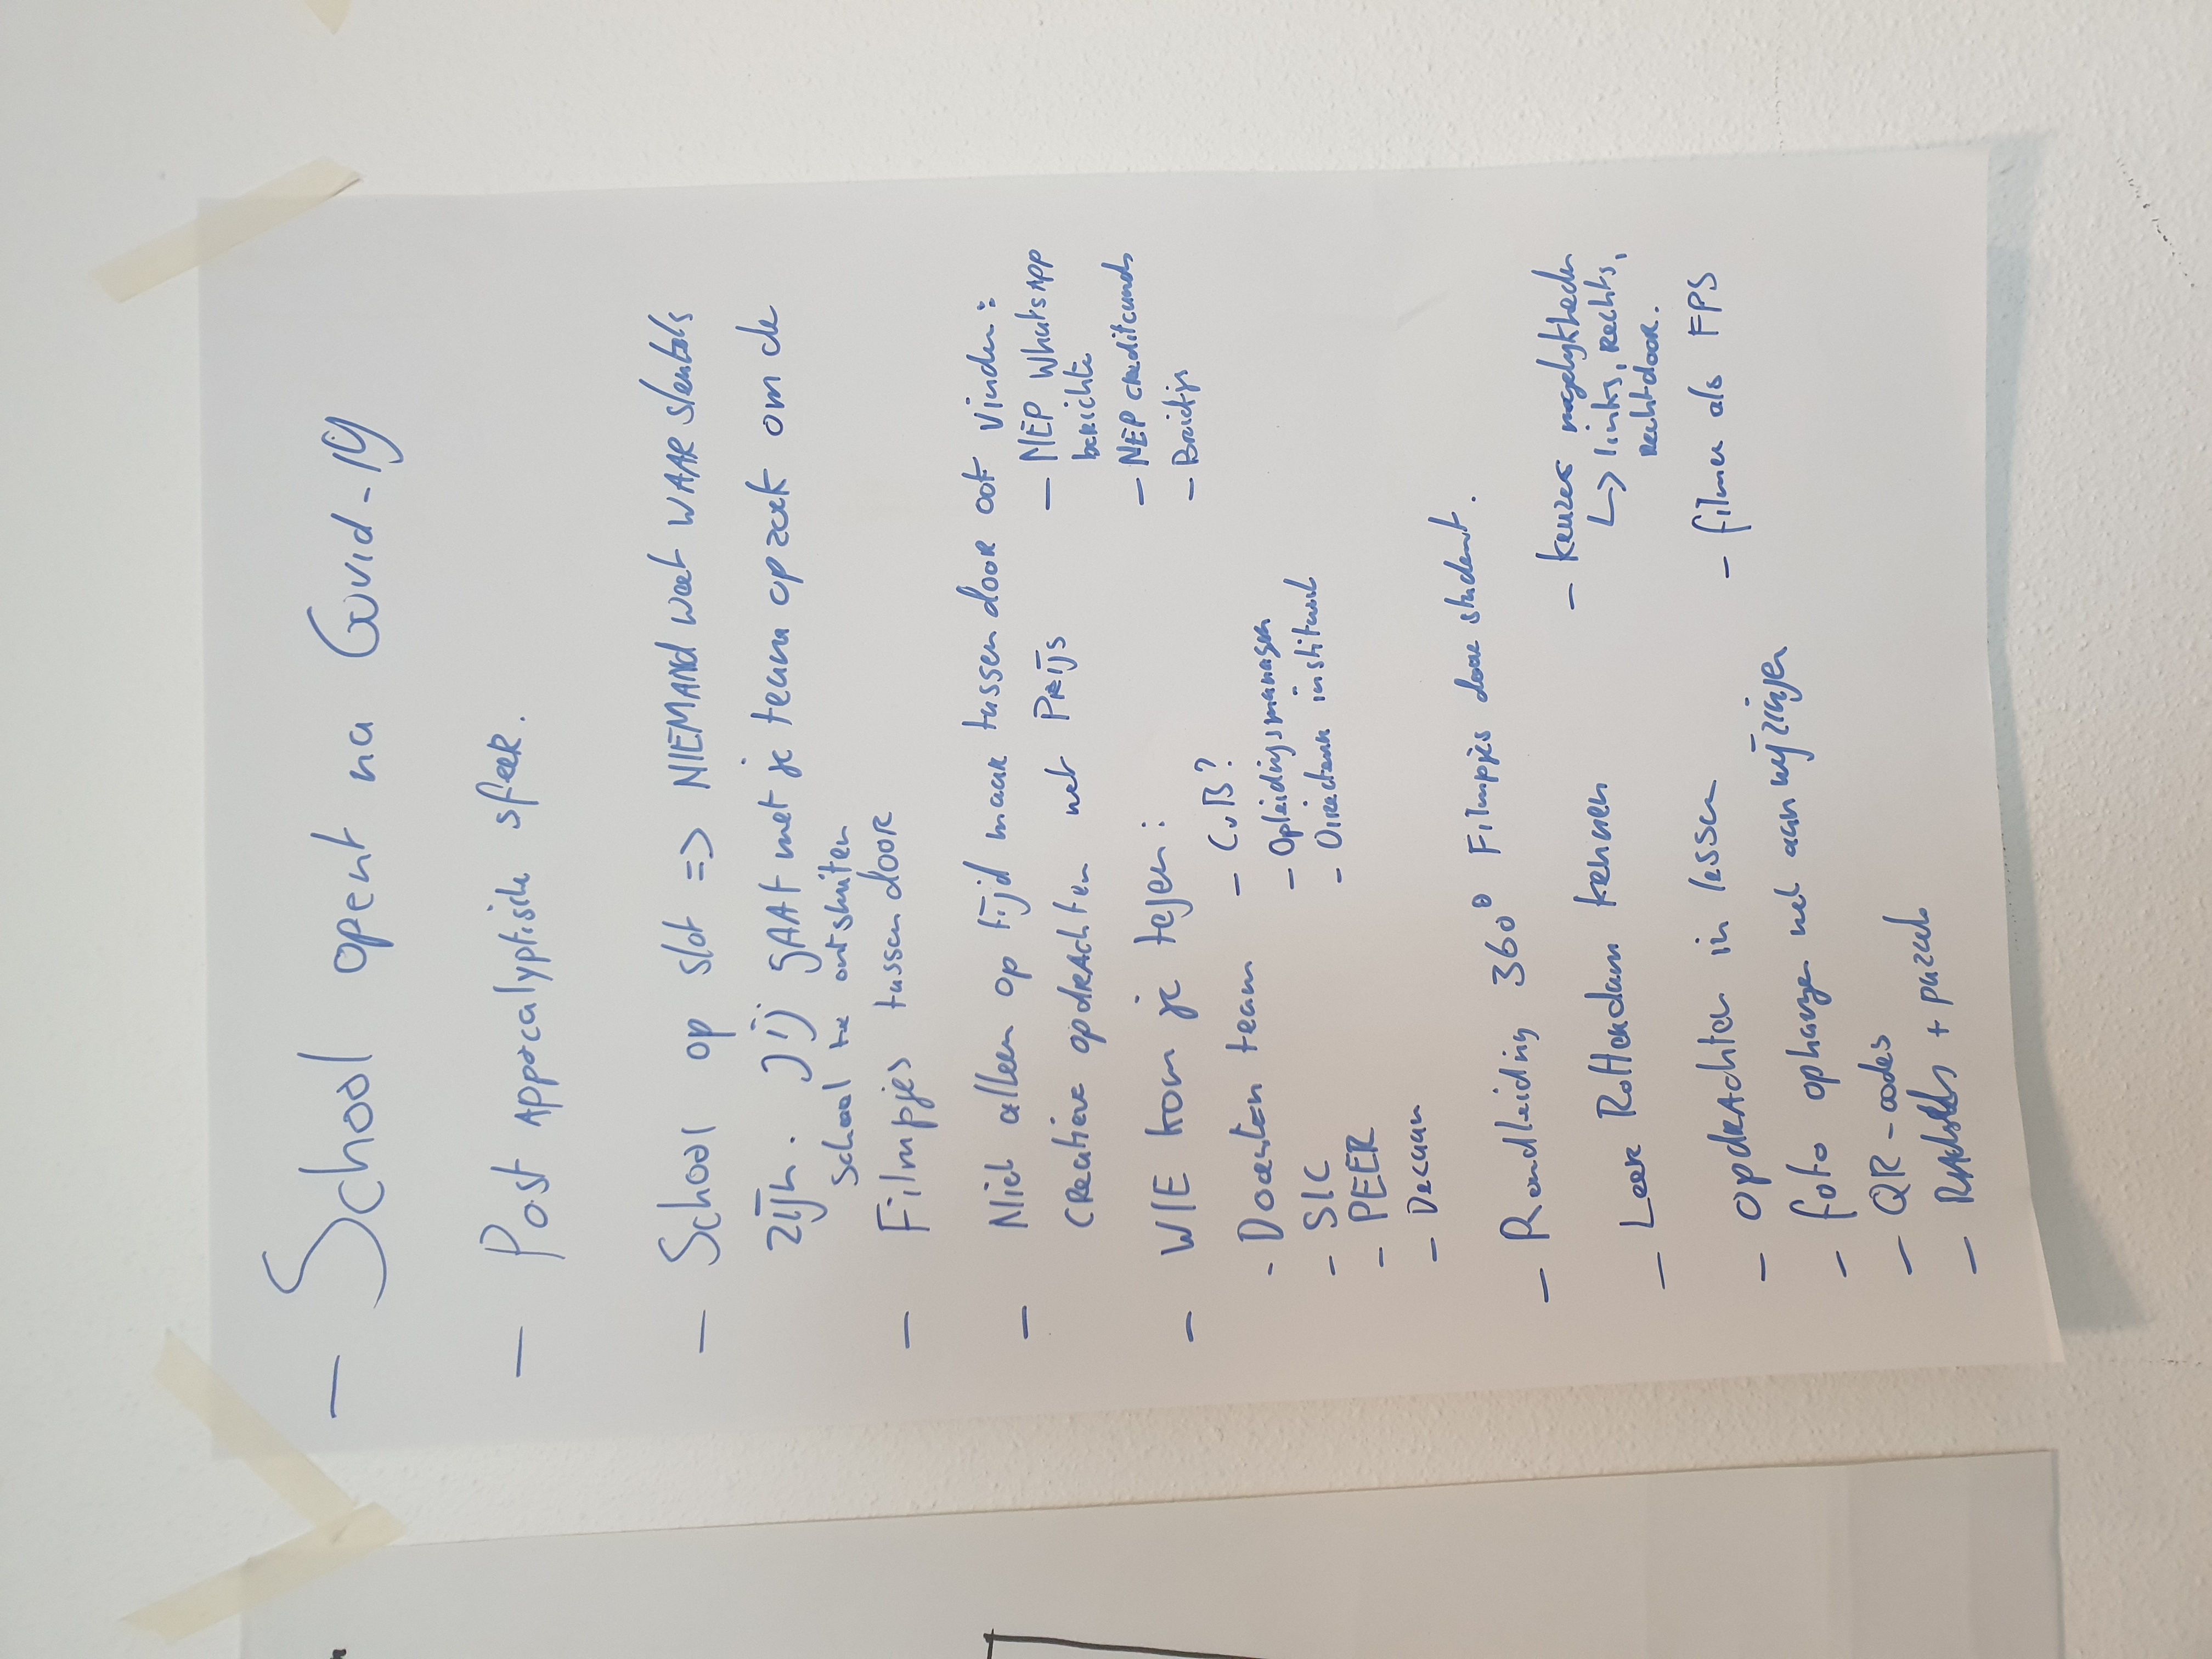 - School opent na Covid-19
- Post Appocalyptische sfeer.
- School op slot => NIEMAND weet WAAR sleutels
zijn. Jij gaat met je team opzoek om de
school te ontsluiten
- Filmpjes tussendoor
- Niet alleen op tijd maar tussendoor ook vinden:
creatieve opdrachten met Prijs
- NEP WhatsApp
berichte
- NEP creditcards
- Briefjes
- WIE kom je tegen:
- Docenten team
- SLC
- PEER
- Decaan
- CvB?
- Opleidingsmanager
- Directeur instituut
- Rondleiding 360° Filmpjes door student.
- Leer Rotterdam kennen
- keuzes mogelijkheden
↳ links, rechts,
rechtdoor.
- Opdrachten in lessen
- filmen als FPS
- foto ophangen met aanwijzingen
- QR-codes
- Radsels + puzels